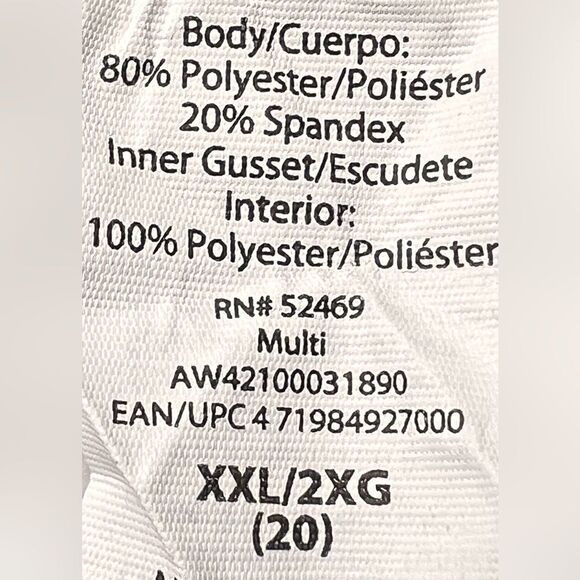 Body/Cuerpo:
80% Polyester/Poliéster
20% Spandex
Inner Gusset/Escudete
Interior:
100% Polyester/Poliéster
RN# 52469
Multi
AW42100031890
EAN/UPC 4 71984927000
XXL/2XG
(20)